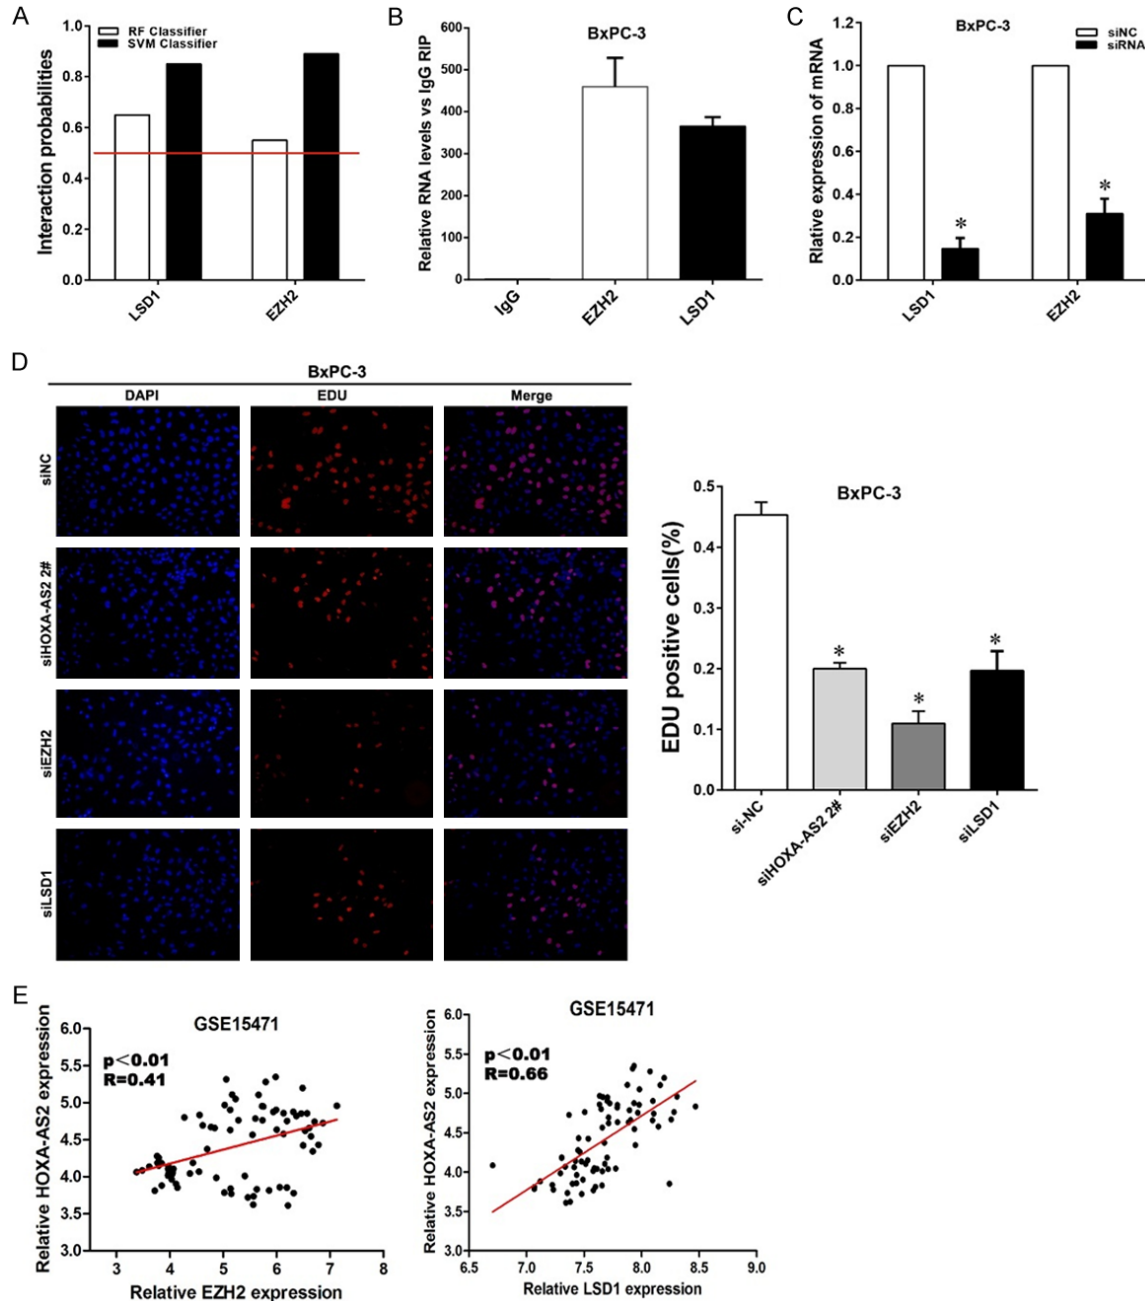 A
Interaction probabilities
1.0
0.8
0.6
0.4
0.2
0.0
RF Classifier
SVM Classifier
LSD1
EZH2
B
Relative RNA levels vs IgG RIP
BxPC-3
600
500
400
300
200
100
0
IgG
EZH2
LSD1
C
Rlative expression of mRNA
BxPC-3
siNC
siRNA
1.2
1.0
0.8
0.6
0.4
0.2
0.0
*
*
LSD1
EZH2
D
BxPC-3
DAPI EDU Merge
siNC
siHOXA-AS2 2#
siEZH2
siLSD1
EDU positive cells(%)
BxPC-3
0.5
0.4
0.3
0.2
0.1
0.0
*
*
*
si-NC
siHOXA-AS2 2#
siEZH2
siLSD1
E
Relative HOXA-AS2 expression
GSE15471
p<0.01
R=0.41
6.0
5.5
5.0
4.5
4.0
3.5
3.0
3 4 5 6 7 8
Relative EZH2 expression
Relative HOXA-AS2 expression
GSE15471
p<0.01
R=0.66
6.0
5.5
5.0
4.5
4.0
3.5
3.0
6.5 7.0 7.5 8.0 8.5 9.0
Relative LSD1 expression